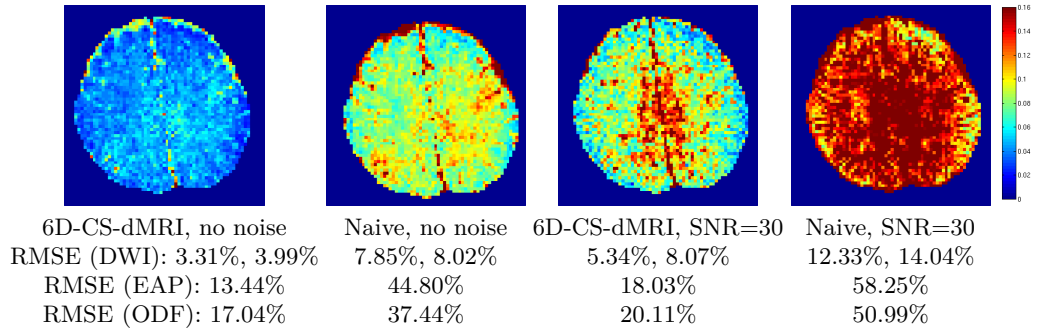 0.16
0.14
0.12
0.1
0.08
0.06
0.04
0.02
0
6D-CS-dMRI, no noise Naive, no noise 6D-CS-dMRI, SNR=30 Naive, SNR=30
RMSE (DWI): 3.31%, 3.99% 7.85%, 8.02% 5.34%, 8.07% 12.33%, 14.04%
RMSE (EAP): 13.44% 44.80% 18.03% 58.25%
RMSE (ODF): 17.04% 37.44% 20.11% 50.99%